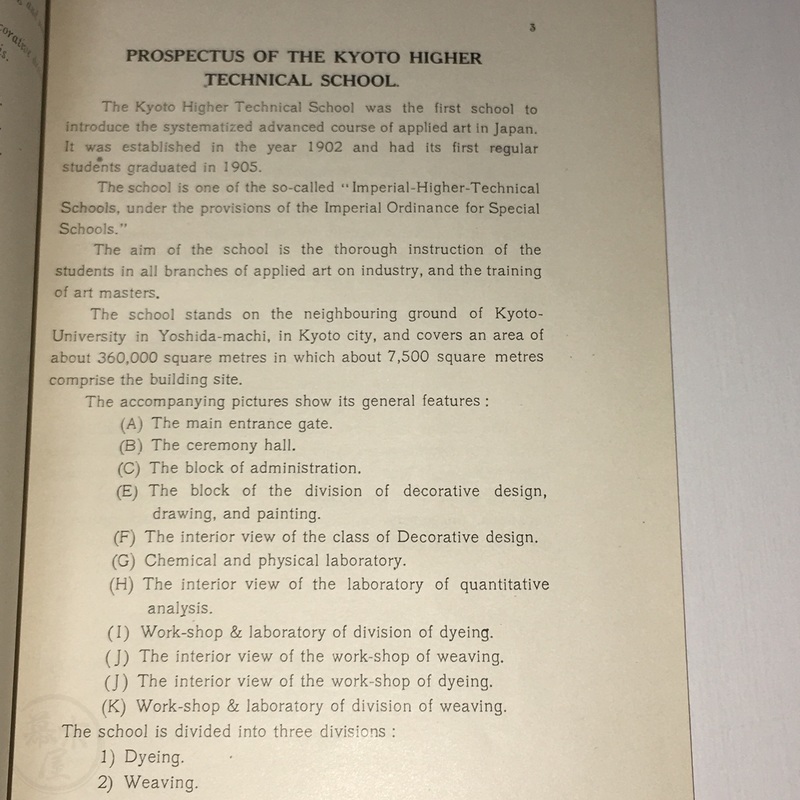 3
PROSPECTUS OF THE KYOTO HIGHER
TECHNICAL SCHOOL.
The Kyoto Higher Technical School was the first school to
introduce the systematized advanced course of applied art in Japan.
It was established in the year 1902 and had its first regular
students graduated in 1905.
The school is one of the so-called "Imperial-Higher-Technical
Schools, under the provisions of the Imperial Ordinance for Special
Schools."
The aim of the school is the thorough instruction of the
students in all branches of applied art on industry, and the training
of art masters.
The school stands on the neighbouring ground of Kyoto-
University in Yoshida-machi, in Kyoto city, and covers an area of
about 360,000 square metres in which about 7,500 square metres
comprise the building site.
The accompanying pictures show its general features :
(A) The main entrance gate.
(B) The ceremony hall.
(C) The block of administration.
(E) The block of the division of decorative design,
drawing, and painting.
(F) The interior view of the class of Decorative design.
(G) Chemical and physical laboratory.
(H) The interior view of the laboratory of quantitative
analysis.
(I) Work-shop & laboratory of division of dyeing.
(J) The interior view of the work-shop of weaving.
(J) The interior view of the work-shop of dyeing.
(K) Work-shop & laboratory of division of weaving.
The school is divided into three divisions :
1) Dyeing.
2) Weaving.